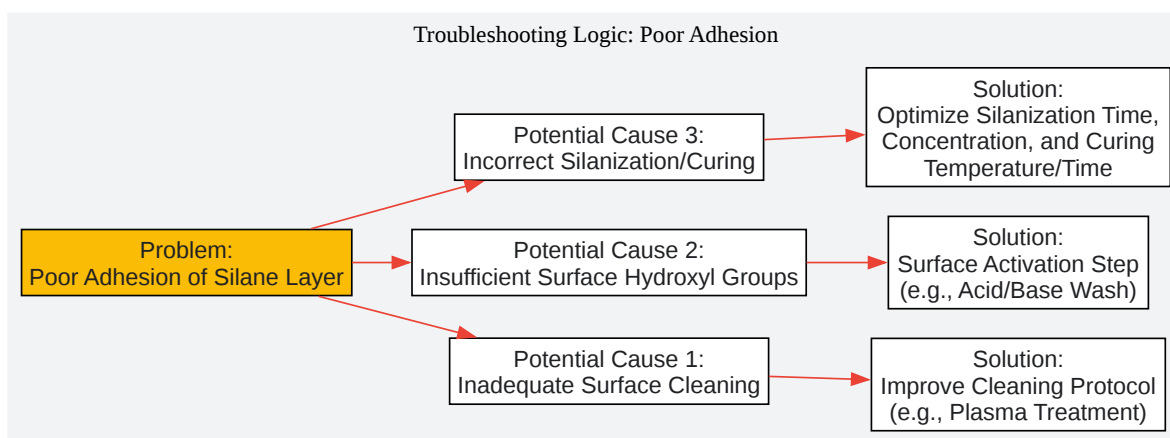 Troubleshooting Logic: Poor Adhesion
Problem:
Poor Adhesion of Silane Layer
Potential Cause 3:
Incorrect Silanization/Curing
Solution:
Optimize Silanization Time,
Concentration, and Curing
Temperature/Time
Potential Cause 2:
Insufficient Surface Hydroxyl Groups
Solution:
Surface Activation Step
(e.g., Acid/Base Wash)
Potential Cause 1:
Inadequate Surface Cleaning
Solution:
Improve Cleaning Protocol
(e.g., Plasma Treatment)